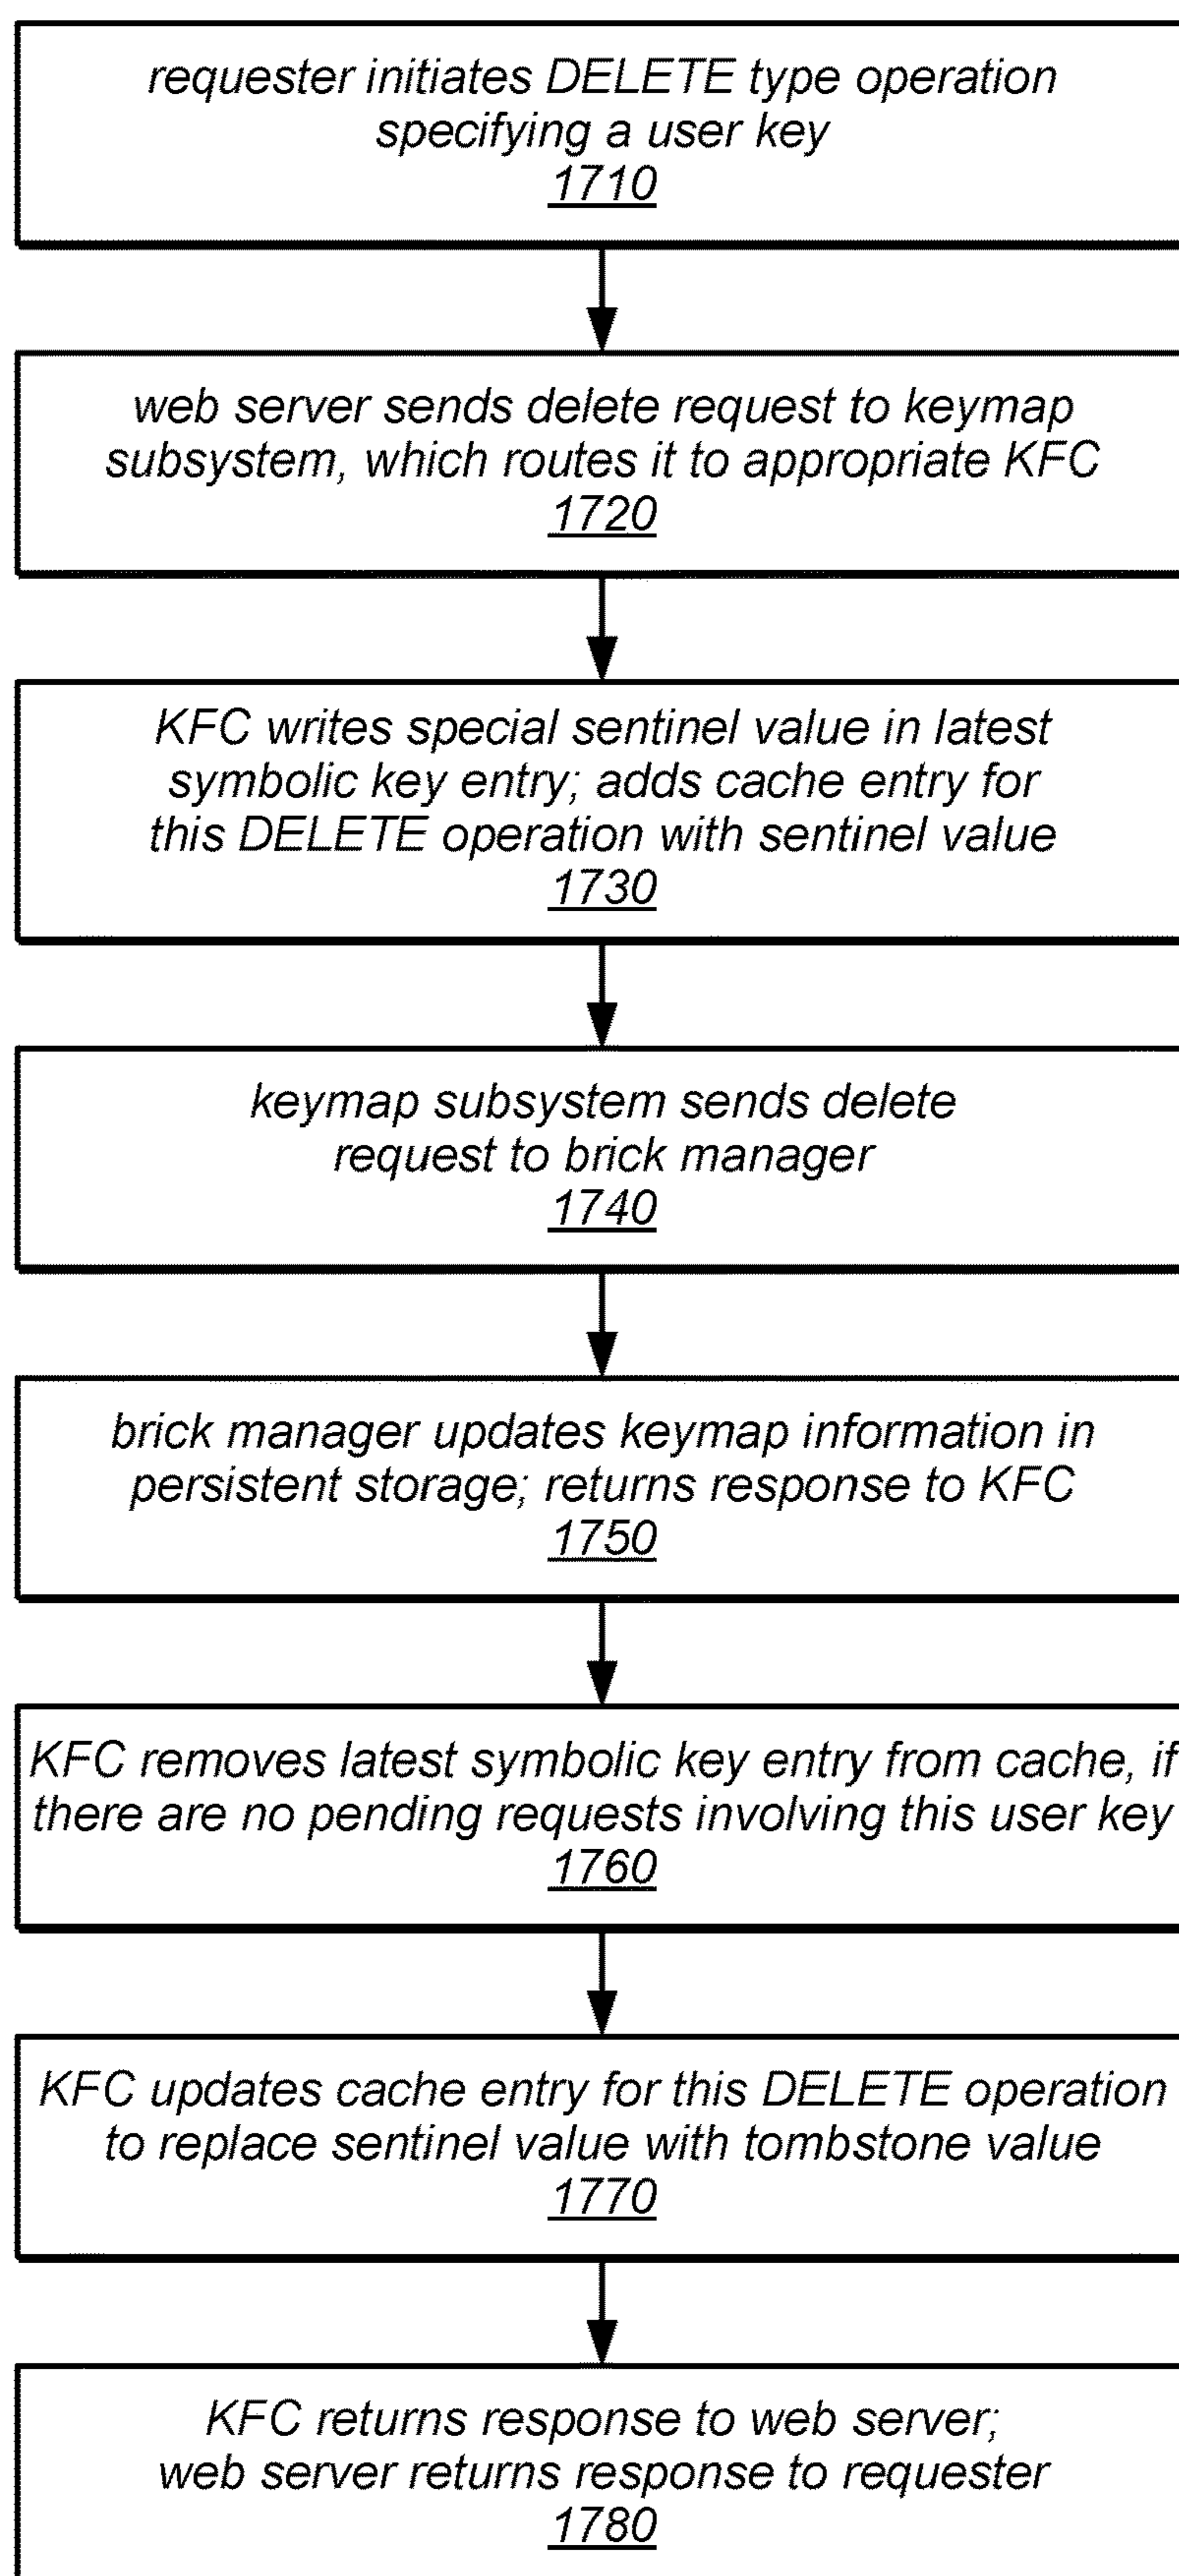 requester initiates DELETE type operation
specifying a user key
1710
web server sends delete request to keymap
subsystem, which routes it to appropriate KFC
1720
KFC writes special sentinel value in latest
symbolic key entry; adds cache entry for
this DELETE operation with sentinel value
1730
keymap subsystem sends delete
request to brick manager
1740
brick manager updates keymap information in
persistent storage; returns response to KFC
1750
KFC removes latest symbolic key entry from cache, if
there are no pending requests involving this user key
1760
KFC updates cache entry for this DELETE operation
to replace sentinel value with tombstone value
1770
KFC returns response to web server;
web server returns response to requester
1780